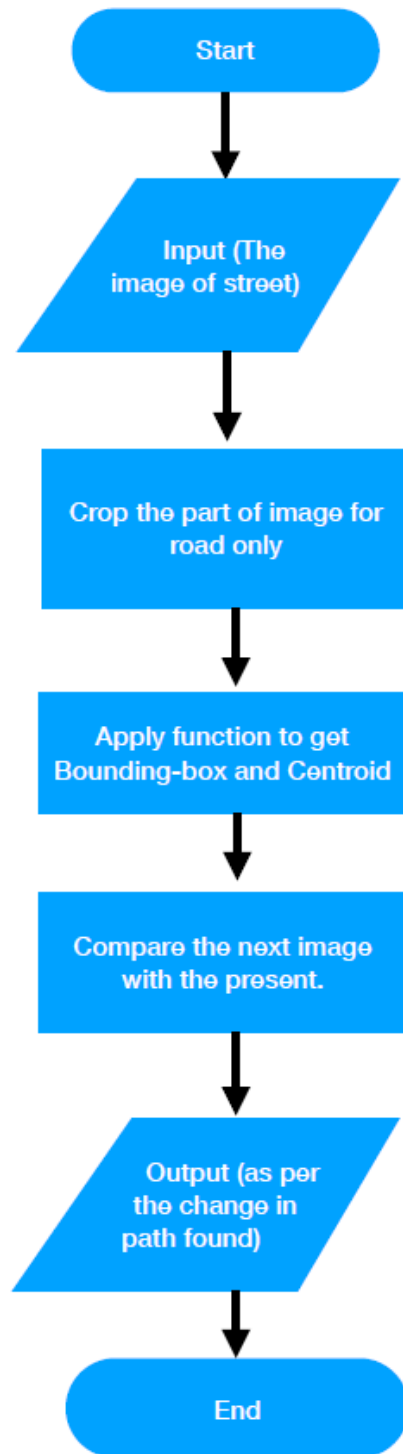 Start
Input (The
image of street)
Crop the part of image for
road only
Apply function to get
Bounding-box and Centroid
Compare the next image
with the present.
Output (as per
the change in
path found)
End